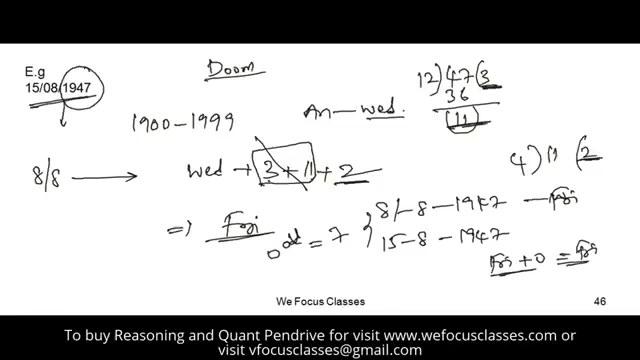 E.g
15/08/1947
Doom
1900-1999
An - wed.
12) 47 (3
36
11
8/8 → wed + 3 + 11 + 2
4) 11 (2
⇒ Fri
odd = 7
8/-8-1947 - Fri
15-8-1947
Fri + 0 = Fri
We Focus Classes
46
To buy Reasoning and Quant Pendrive for visit www.wefocusclasses.com or
visit vfocusclasses@gmail.com